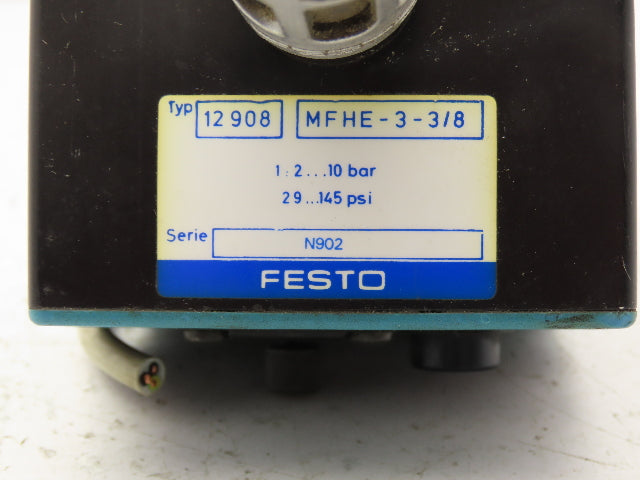 Typ 12 908 MFHE-3-3/8
1 : 2...10 bar
29...145 psi
Serie N902
FESTO